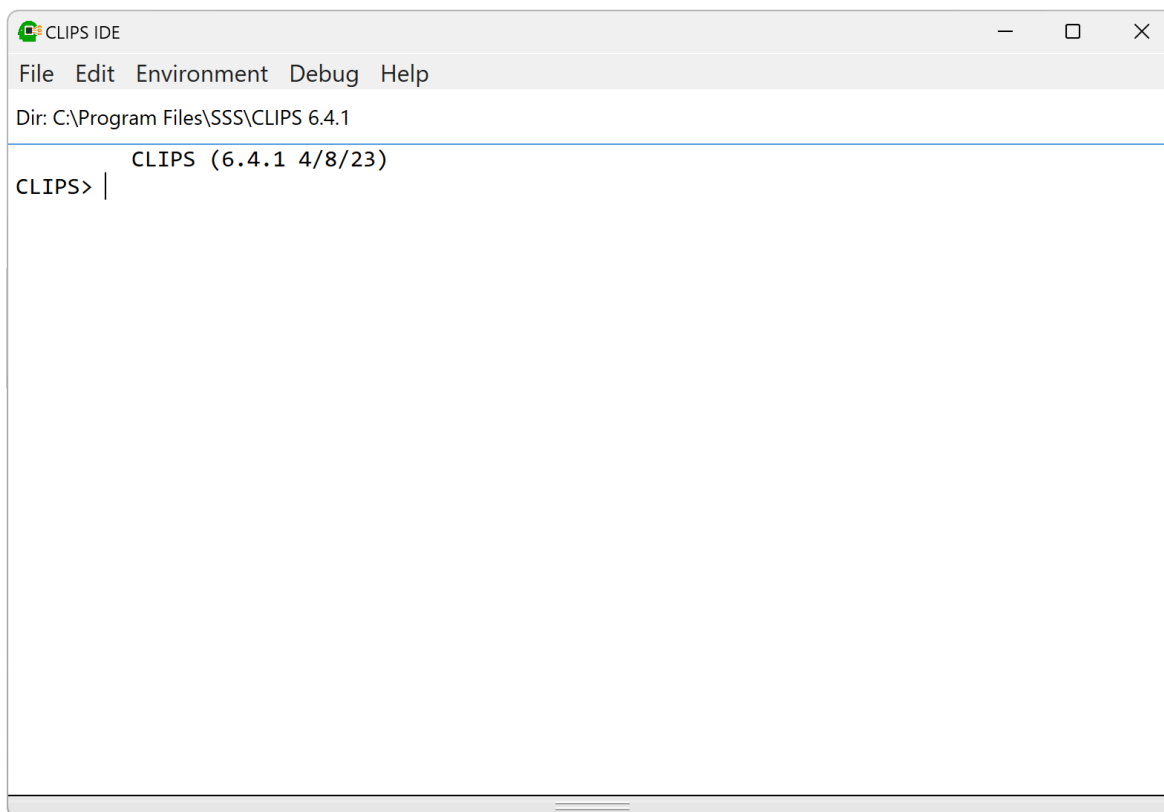 CLIPS IDE
File Edit Environment Debug Help
Dir: C:\Program Files\SSS\CLIPS 6.4.1
CLIPS (6.4.1 4/8/23)
CLIPS>